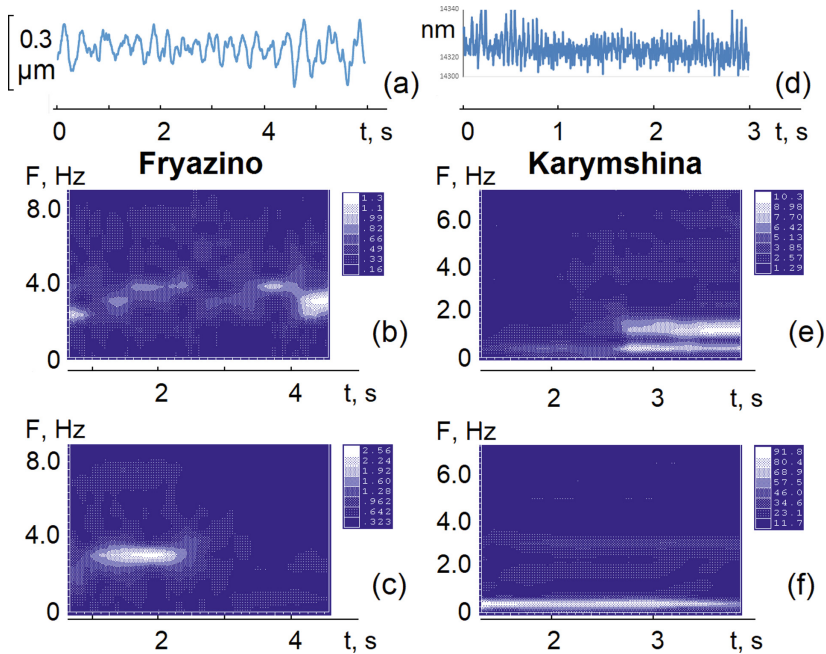 0.3
µm
(a)
0 2 4 t, s
14340
nm
14320
14300
(d)
0 1 2 3
t, s
Fryazino
F, Hz
8.0
4.0
0
1.3
1.1
.99
.82
.66
.49
.33
.16
(b)
2 4 t, s
Karymshina
F, Hz
6.0
4.0
2.0
0
10.3
8.98
7.70
6.42
5.13
3.85
2.57
1.29
(e)
2 3 t, s
F, Hz
8.0
4.0
0
2.56
2.24
1.92
1.60
1.28
.962
.642
.323
(c)
2 4 t, s
F, Hz
6.0
4.0
2.0
0
91.8
80.4
68.9
57.5
46.0
34.6
23.1
11.7
(f)
2 3 t, s